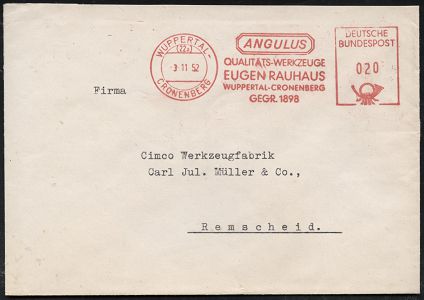 WUPPERTAL-
(22a)
-3.11.52
CRONENBERG
ANGULUS
QUALITÄTS-WERKZEUGE
EUGEN RAUHAUS
WUPPERTAL-CRONENBERG
GEGR. 1898
DEUTSCHE
BUNDESPOST
020
Firma
Cimco Werkzeugfabrik
Carl Jul. Müller & Co.,
Remscheid.